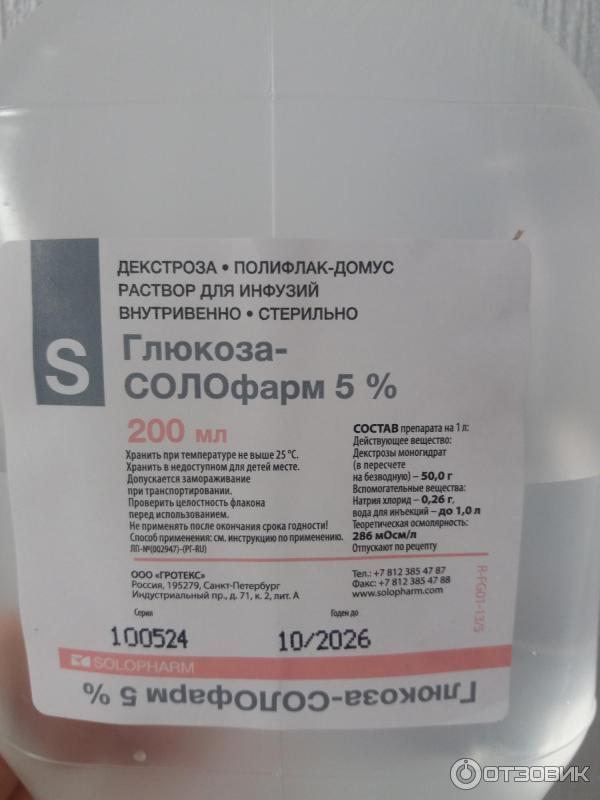 S
ДЕКСТРОЗА • ПОЛИФЛАК-ДОМУС
РАСТВОР ДЛЯ ИНФУЗИЙ
ВНУТРИВЕННО • СТЕРИЛЬНО
Глюкоза-
СОЛОфарм 5 %
200 мл
Хранить при температуре не выше 25 °С.
Хранить в недоступном для детей месте.
Допускается замораживание
при транспортировании.
Проверить целостность флакона
перед использованием.
Не применять после окончания срока годности!
Способ применения: см. инструкцию по применению.
ЛП-№(002947)-(РГ-RU)
СОСТАВ препарата на 1 л:
Действующее вещество:
Декстрозы моногидрат
(в пересчете
на безводную) – 50,0 г
Вспомогательные вещества:
Натрия хлорид – 0,26 г,
вода для инъекций – до 1,0 л
Теоретическая осмолярность:
286 мОсм/л
Отпускают по рецепту
ООО "ГРОТЕКС"
Россия, 195279, Санкт-Петербург
Индустриальный пр., д. 71, к. 2, лит. А
Тел.: +7 812 385 47 87
Факс: +7 812 385 47 88
www.solopharm.com
R-FG01-13/5
Серия
Годен до
100524
10/2026
SOLOPHARM
Глюкоза-СОЛОфарм 5 %
ОТЗОВИК